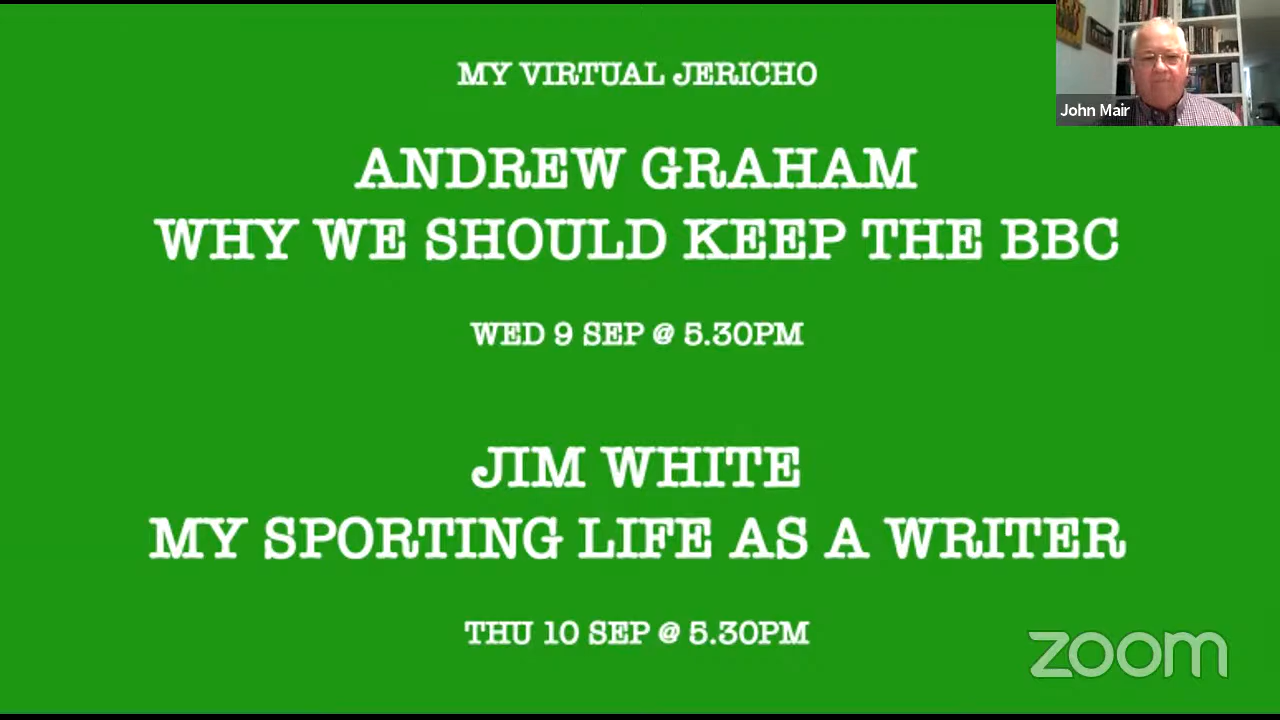 MY VIRTUAL JERICHO
John Mair
ANDREW GRAHAM
WHY WE SHOULD KEEP THE BBC
WED 9 SEP @ 5.30PM
JIM WHITE
MY SPORTING LIFE AS A WRITER
THU 10 SEP @ 5.30PM
zoom